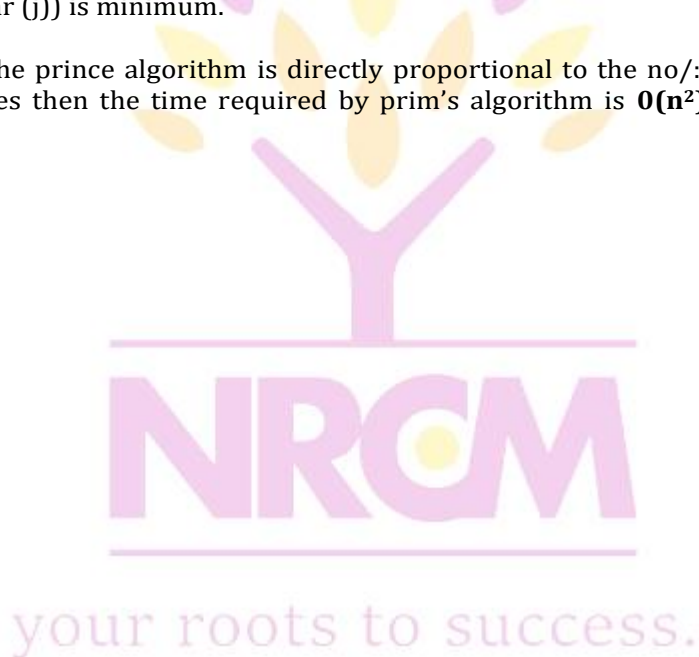 ar (j)) is minimum.
he prince algorithm is directly proportional to the no/:
es then the time required by prim’s algorithm is 0(n²)
NRCM
your roots to success.